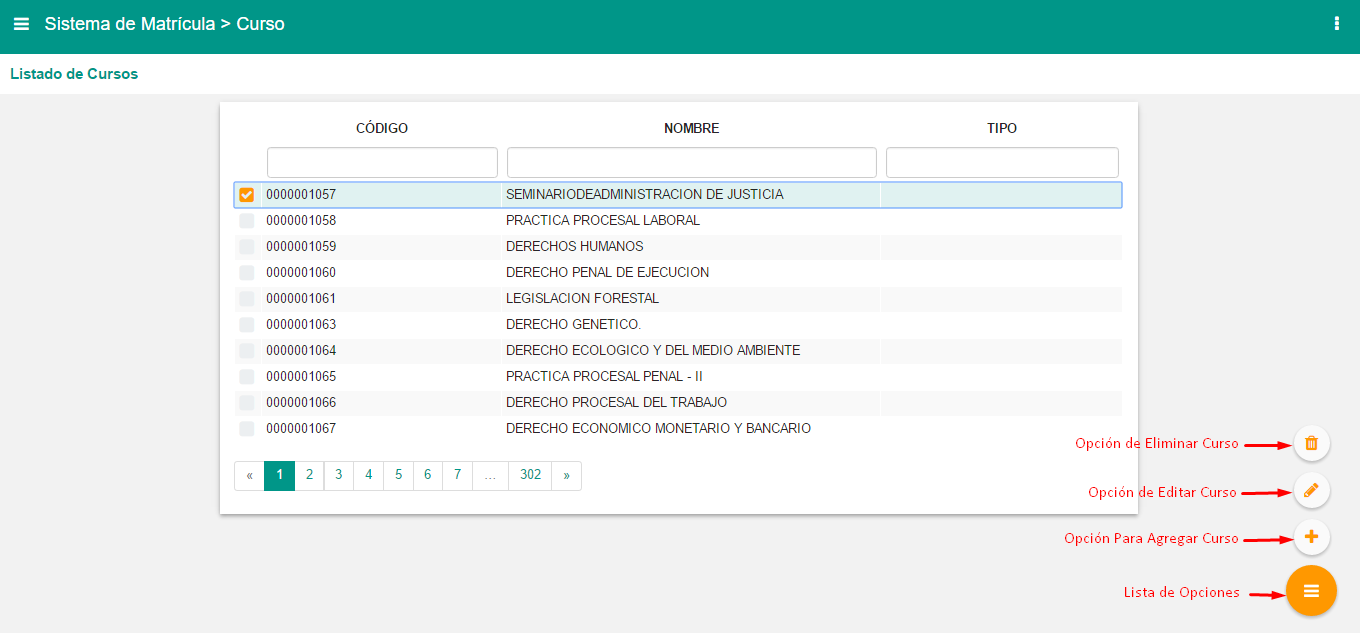 Sistema de Matrícula > Curso
Listado de Cursos
CÓDIGO NOMBRE TIPO
0000001057 SEMINARIODEADMINISTRACION DE JUSTICIA
0000001058 PRACTICA PROCESAL LABORAL
0000001059 DERECHOS HUMANOS
0000001060 DERECHO PENAL DE EJECUCION
0000001061 LEGISLACION FORESTAL
0000001063 DERECHO GENETICO.
0000001064 DERECHO ECOLOGICO Y DEL MEDIO AMBIENTE
0000001065 PRACTICA PROCESAL PENAL - II
0000001066 DERECHO PROCESAL DEL TRABAJO
0000001067 DERECHO ECONOMICO MONETARIO Y BANCARIO
« 1 2 3 4 5 6 7 ... 302 »
Opción de Eliminar Curso
Opción de Editar Curso
Opción Para Agregar Curso
Lista de Opciones